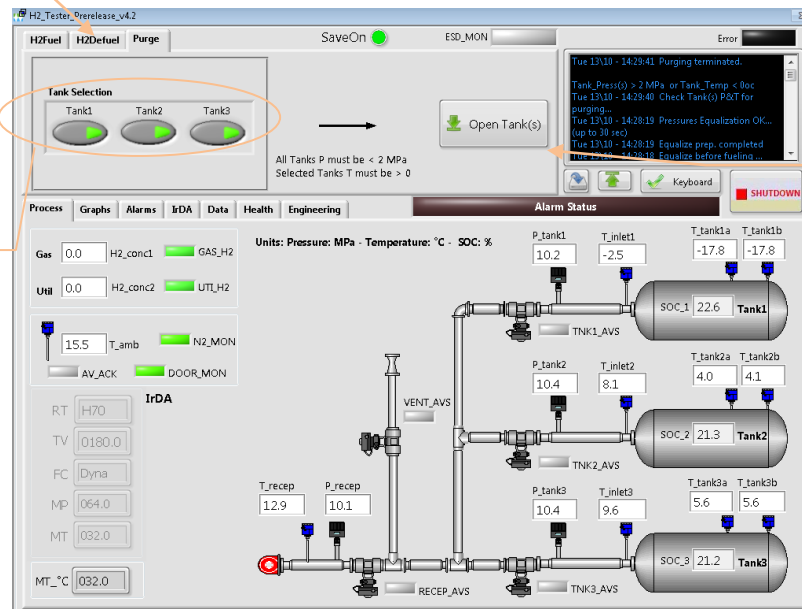 H2_Tester_Prerelease_v4.2
H2Fuel H2Defuel Purge
SaveOn
ESD_MON
Error
Tank Selection
Tank1 Tank2 Tank3
All Tanks P must be < 2 MPa
Selected Tanks T must be > 0
Open Tank(s)
Tue 13\10 - 14:29:41 Purging terminated.
Tank_Press(s) > 2 MPa or Tank_Temp < 0oc
Tue 13\10 - 14:29:40 Check Tank(s) P&T for
purging...
Tue 13\10 - 14:28:19 Pressures Equalization OK...
(up to 30 sec)
Tue 13\10 - 14:28:19 Equalize prep. completed
Tue 13\10 - 14:28:18 Equalize before fueling ...
Keyboard
SHUTDOWN
Process Graphs Alarms IrDA Data Health Engineering
Alarm Status
Gas 0.0 H2_conc1 GAS_H2
Util 0.0 H2_conc2 UTI_H2
15.5 T_amb N2_MON
AV_ACK DOOR_MON
IrDA
RT H70
TV 0180.0
FC Dyna
MP 064.0
MT 032.0
MT_°C 032.0
Units: Pressure: MPa - Temperature: °C - SOC: %
P_tank1 T_inlet1 T_tank1a T_tank1b
10.2 -2.5 -17.8 -17.8
SOC_1 22.6 Tank1
TNK1_AVS
P_tank2 T_inlet2 T_tank2a T_tank2b
10.4 8.1 4.0 4.1
VENT_AVS
SOC_2 21.3 Tank2
TNK2_AVS
T_recep P_recep
12.9 10.1
P_tank3 T_inlet3 T_tank3a T_tank3b
10.4 9.6 5.6 5.6
SOC_3 21.2 Tank3
RECEP_AVS
TNK3_AVS